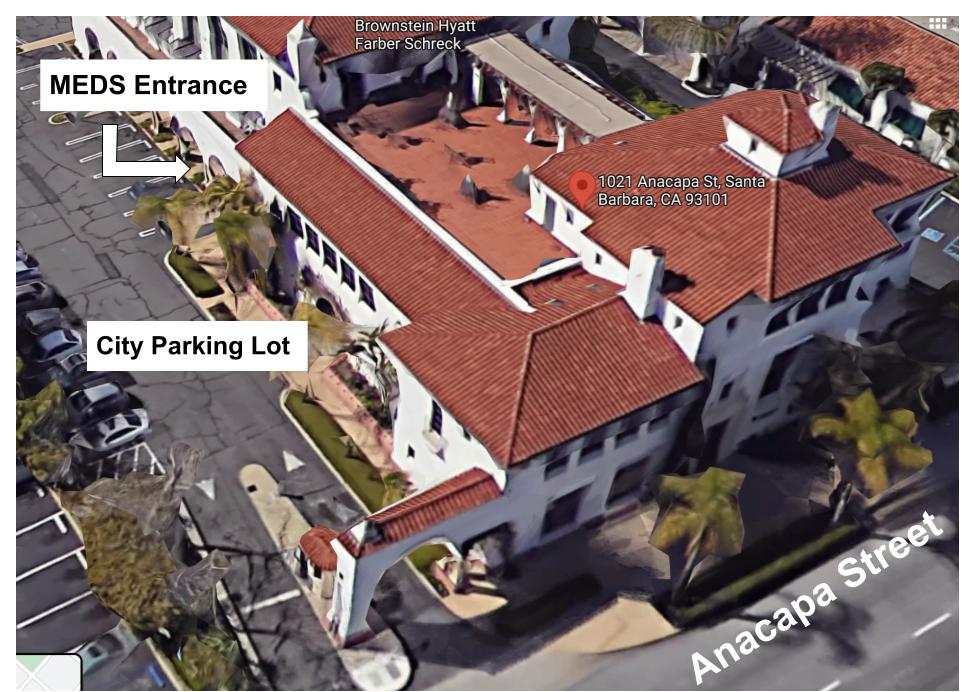 Brownstein Hyatt
Farber Schreck
MEDS Entrance
1021 Anacapa St, Santa
Barbara, CA 93101
City Parking Lot
Anacapa Street